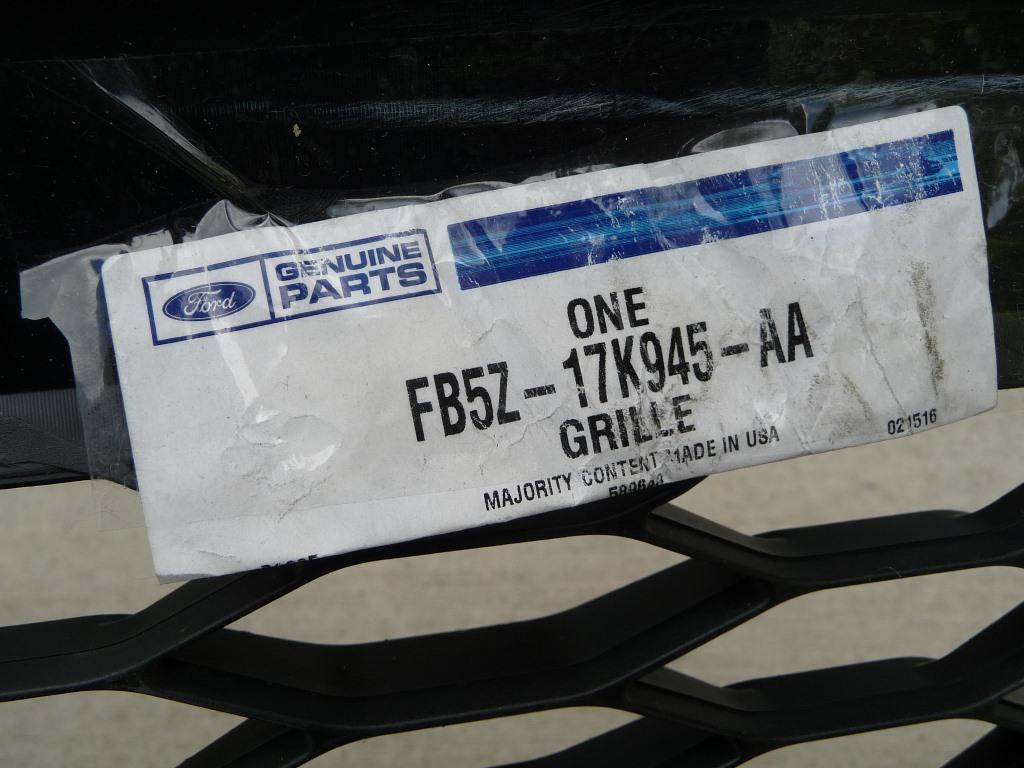 Ford GENUINE PARTS
ONE
FB5Z-17K945-AA
GRILLE
MAJORITY CONTENT MADE IN USA
021516